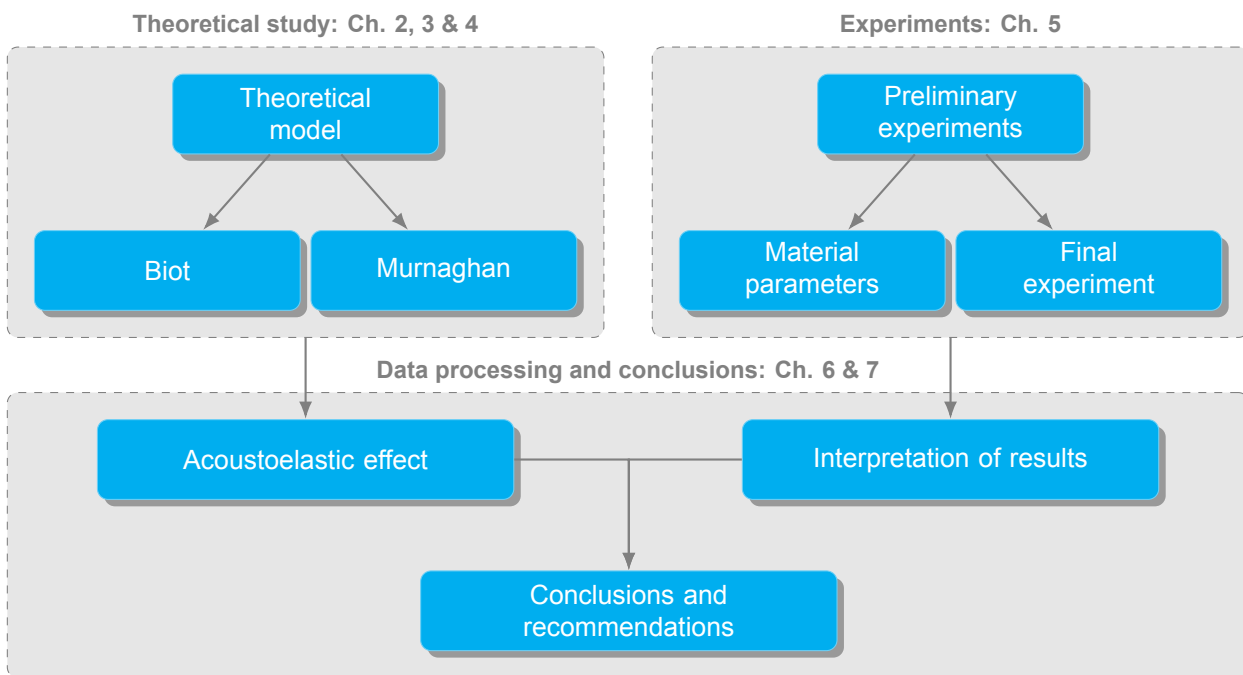 Theoretical study: Ch. 2, 3 & 4
Theoretical
model
Biot
Murnaghan
Experiments: Ch. 5
Preliminary
experiments
Material
parameters
Final
experiment
Data processing and conclusions: Ch. 6 & 7
Acoustoelastic effect
Interpretation of results
Conclusions and
recommendations